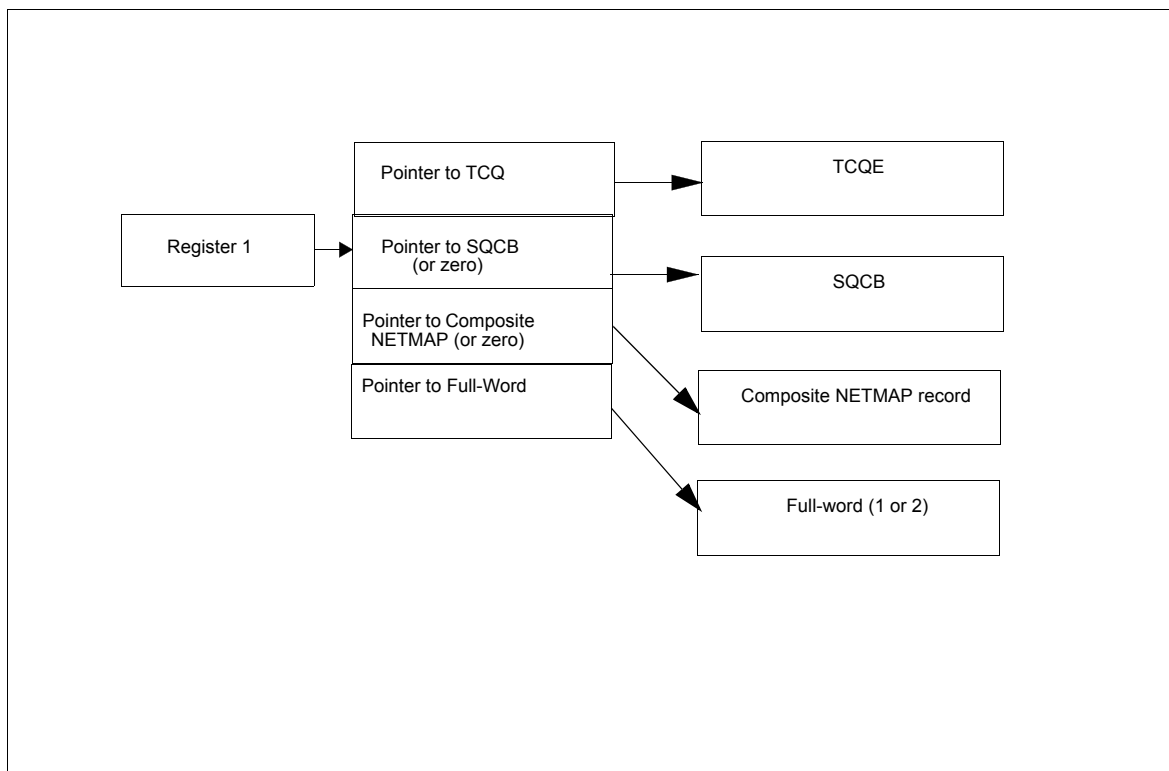 Pointer to TCQ
TCQE
Register 1
Pointer to SQCB
(or zero)
SQCB
Pointer to Composite
NETMAP (or zero)
Pointer to Full-Word
Composite NETMAP record
Full-word (1 or 2)